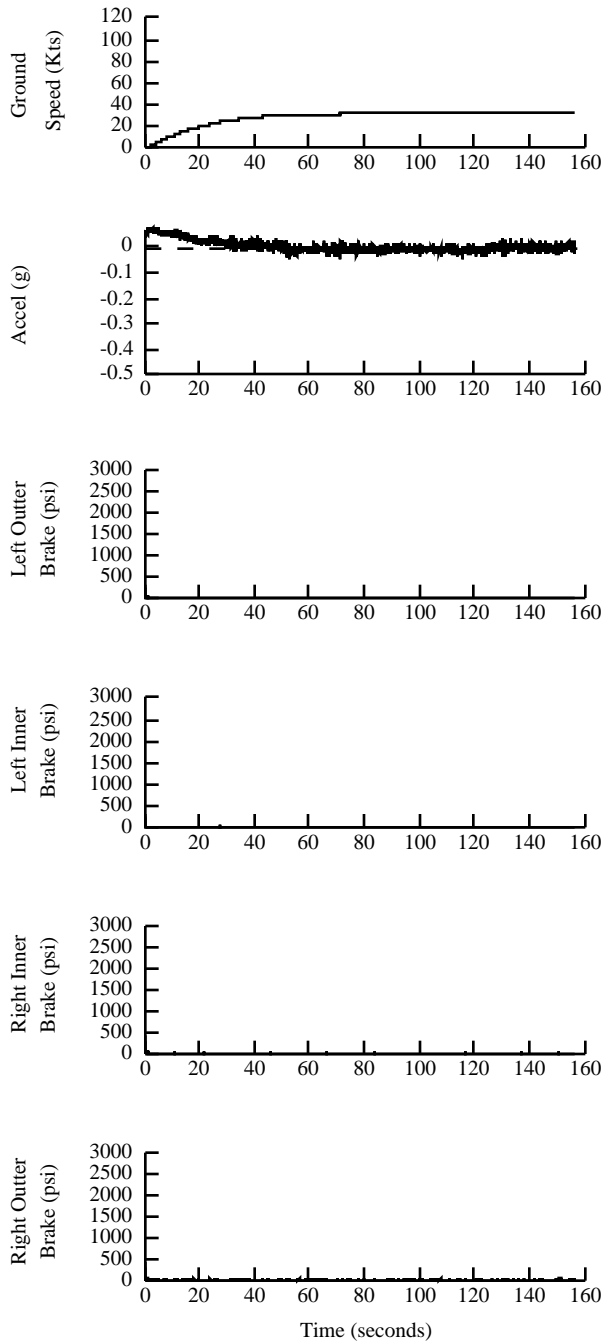 Ground
Speed (Kts)
120
100
80
60
40
20
0
0 20 40 60 80 100 120 140 160
Accel (g)
0
-0.1
-0.2
-0.3
-0.4
-0.5
0 20 40 60 80 100 120 140 160
Left Outter
Brake (psi)
3000
2500
2000
1500
1000
500
0
0 20 40 60 80 100 120 140 160
Left Inner
Brake (psi)
3000
2500
2000
1500
1000
500
0
0 20 40 60 80 100 120 140 160
Right Inner
Brake (psi)
3000
2500
2000
1500
1000
500
0
0 20 40 60 80 100 120 140 160
Right Outter
Brake (psi)
3000
2500
2000
1500
1000
500
0
0 20 40 60 80 100 120 140 160
Time (seconds)